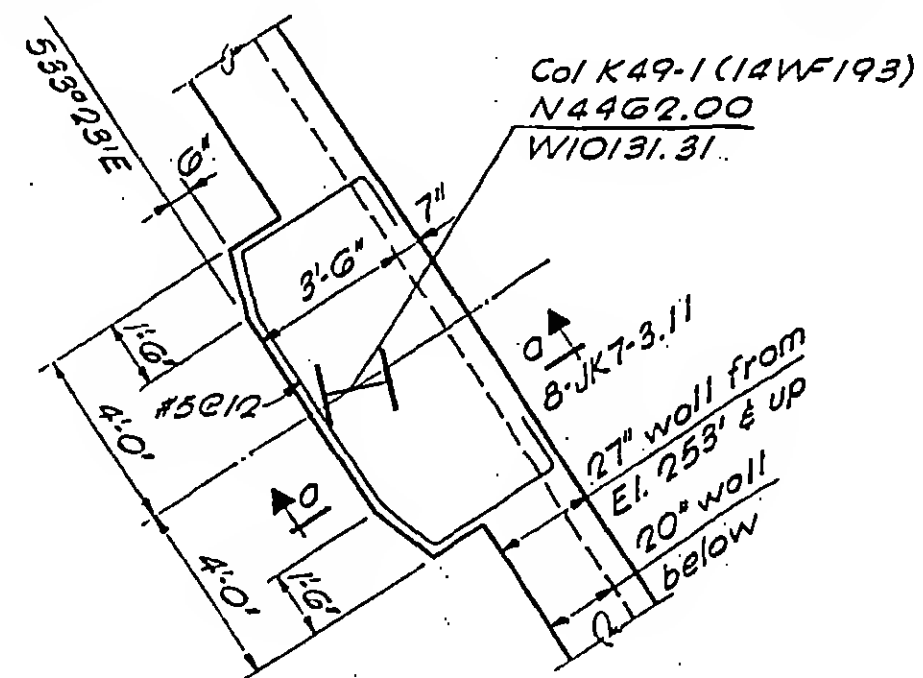 S33°23'E
6"
Col K49-1 (14WF193)
N4462.00
W10131.31
7"
3'-6"
1'-6"
#5@12
4'-0"
a
8-JK7-3.11
27" wall from
El. 253' & up
20" wall
below
a
4'-0"
1'-6"